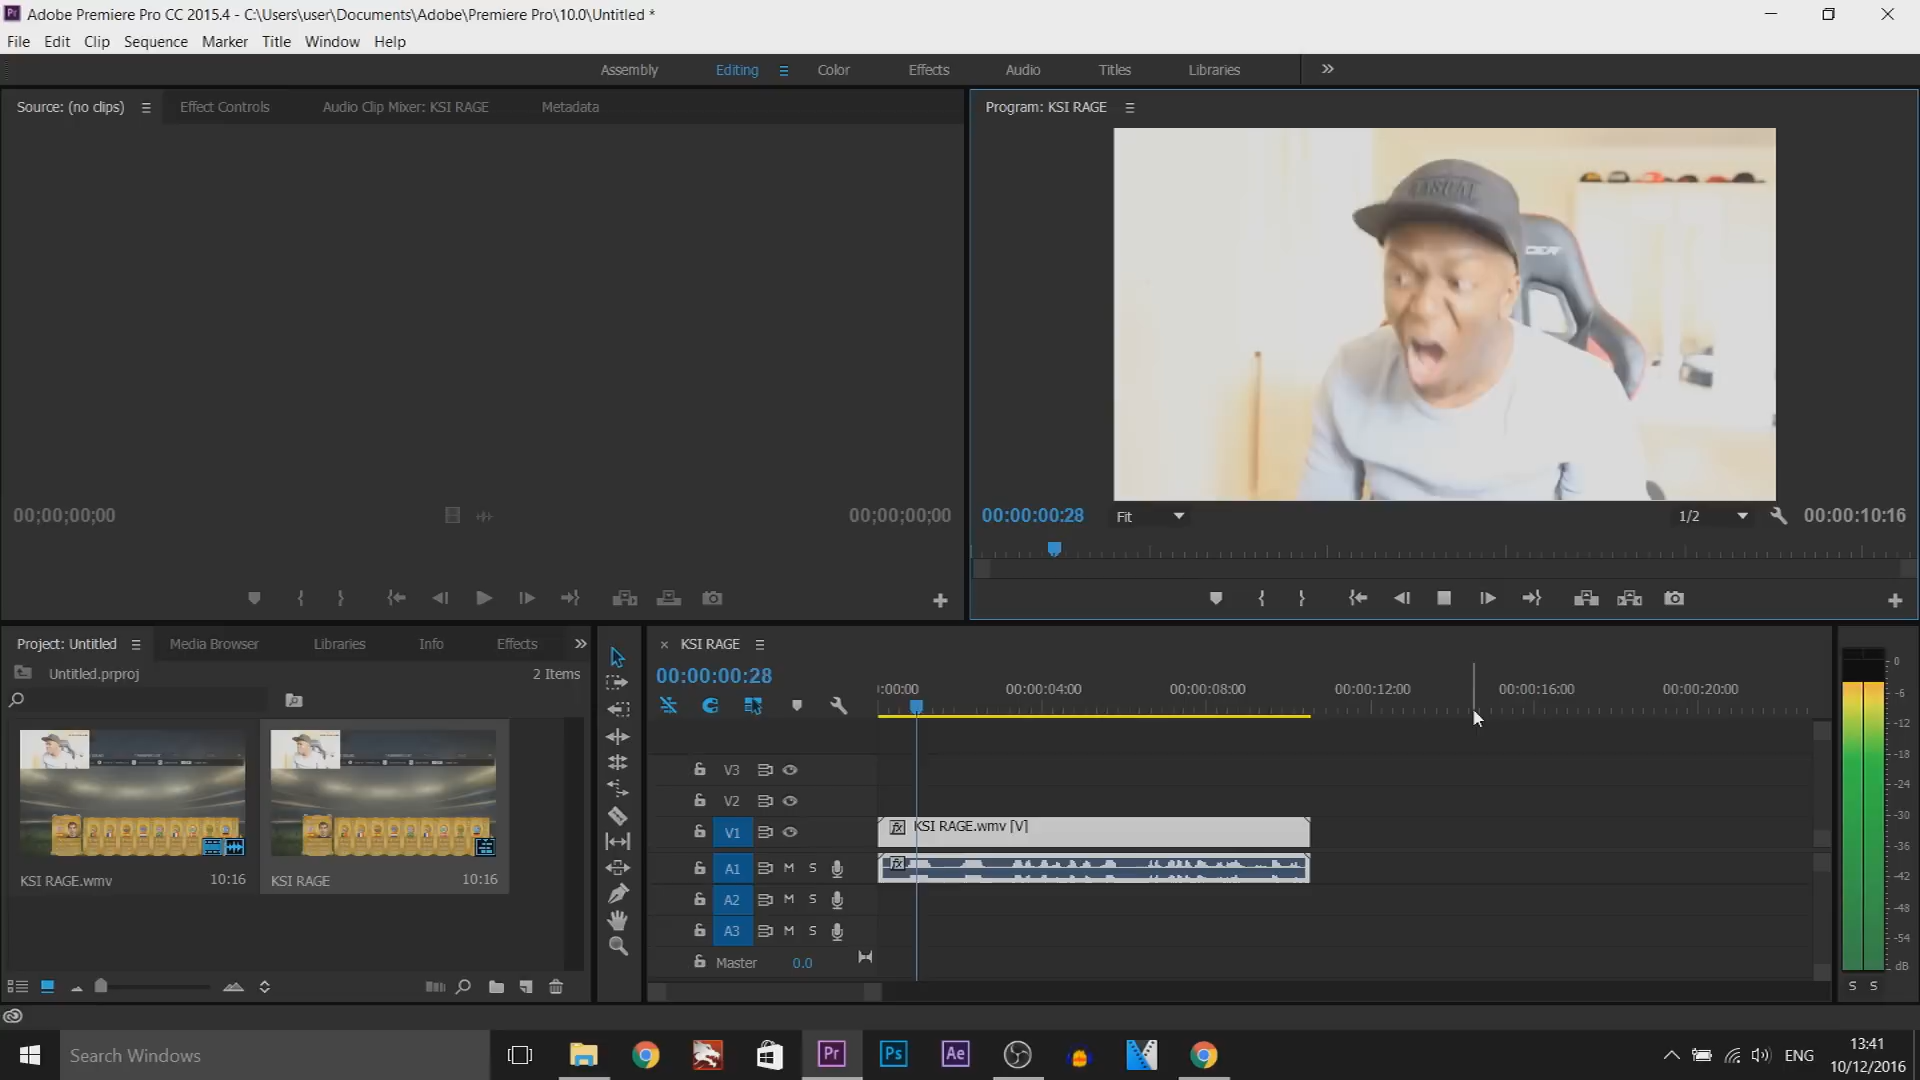 Adobe Premiere Pro CC 2015.4 - C:\Users\user\Documents\Adobe\Premiere Pro\10.0\Untitled *
File Edit Clip Sequence Marker Title Window Help
Assembly Editing Color Effects Audio Titles Libraries
Source: (no clips) Effect Controls Audio Clip Mixer: KSI RAGE Metadata
Program: KSI RAGE
00;00;00;00 00;00;00;00
00:00:00:28 Fit 1/2 00:00:10:16
Project: Untitled Media Browser Libraries Info Effects
Untitled.prproj 2 Items
KSI RAGE.wmv 10:16
KSI RAGE 10:16
KSI RAGE
00:00:00:28
:00:00 00:00:04:00 00:00:08:00 00:00:12:00 00:00:16:00 00:00:20:00
V3
V2
V1 fx KSI RAGE.wmv [V]
A1 M S fx
A2 M S
A3 M S
Master 0.0
0
-6
-12
-18
-24
-30
-36
-42
-48
-54
dB
S S
Search Windows
Pr Ps Ae
ENG
13:41
10/12/2016